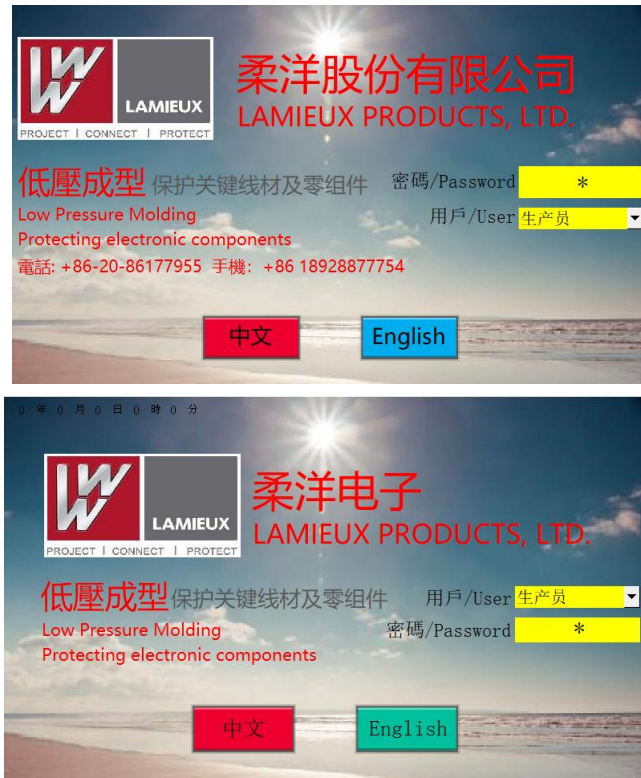 LAMIEUX
PROJECT | CONNECT | PROTECT
柔洋股份有限公司
LAMIEUX PRODUCTS, LTD.
低壓成型 保护关键线材及零组件
密碼/Password *
Low Pressure Molding
用戶/User 生产员
Protecting electronic components
電話: +86-20-86177955 手機: +86 18928877754
中文 English
0 年 0 月 0 日 0 時 0 分
LAMIEUX
PROJECT | CONNECT | PROTECT
柔洋电子
LAMIEUX PRODUCTS, LTD.
低壓成型 保护关键线材及零组件
用戶/User 生产员
Low Pressure Molding
密碼/Password *
Protecting electronic components
中文 English